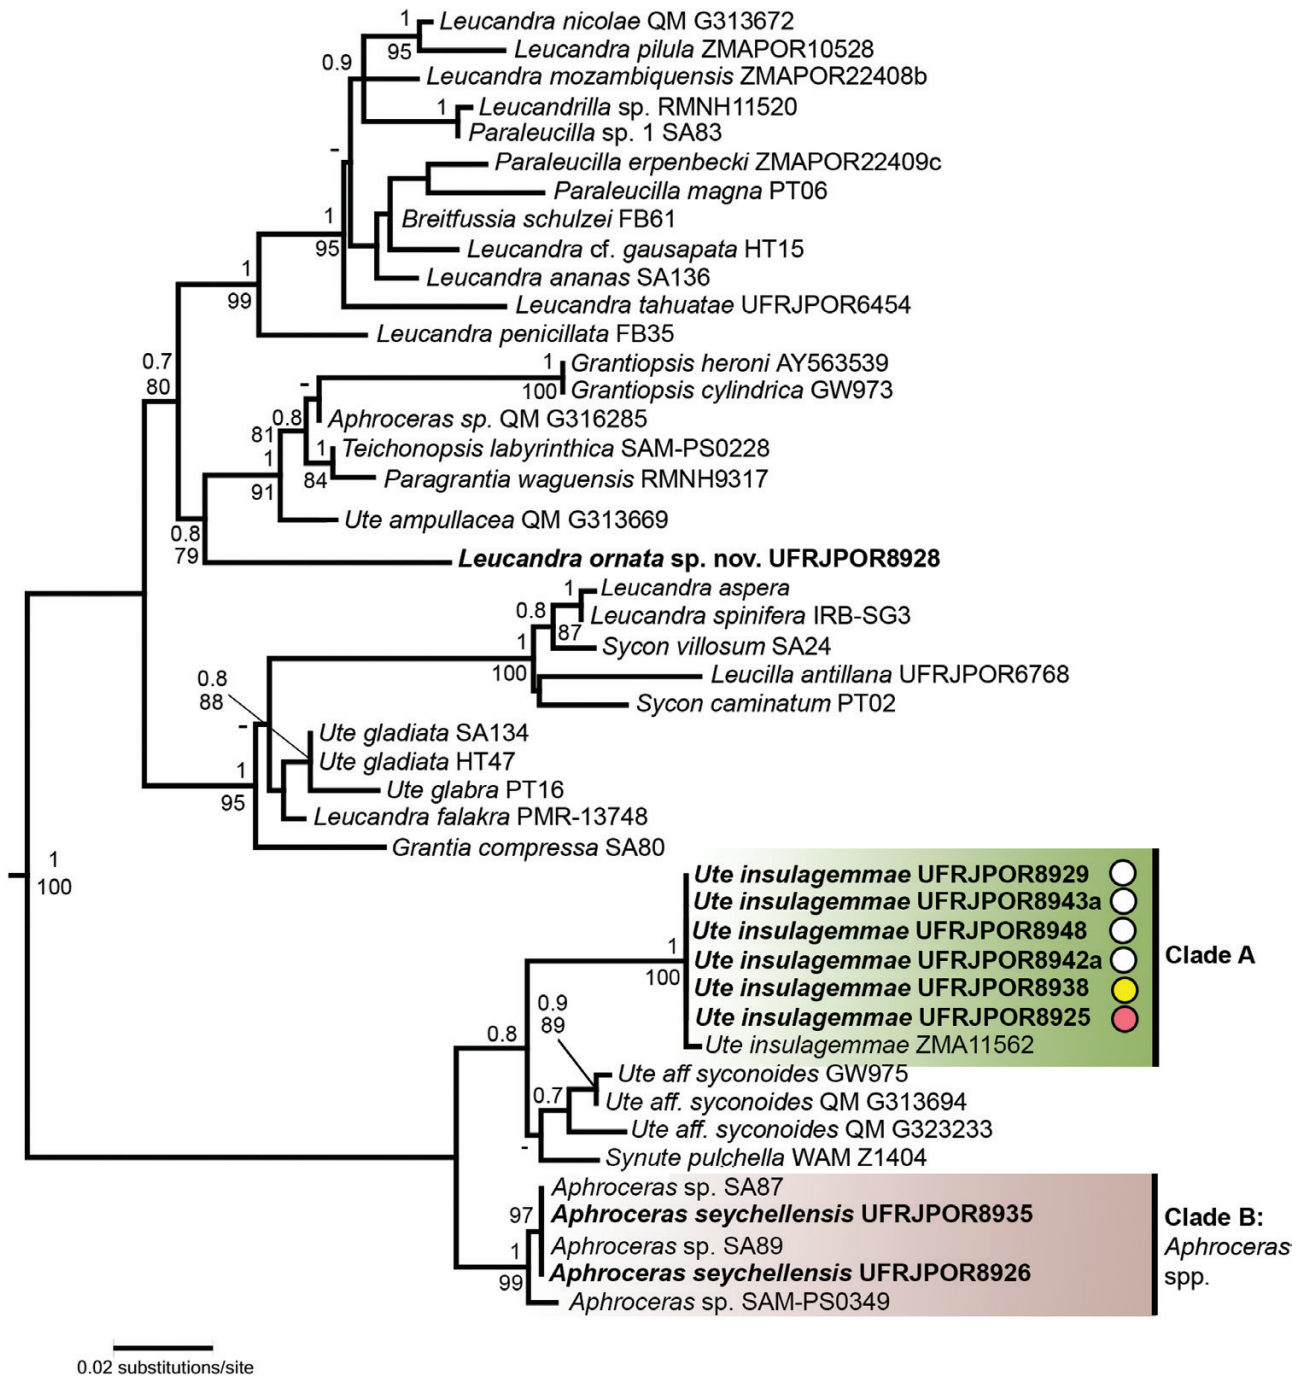 1
Leucandra nicolae QM G313672
95
Leucandra pilula ZMAPOR10528
0.9
Leucandra mozambiquensis ZMAPOR22408b
1
Leucandrilla sp. RMNH11520
Paraleucilla sp. 1 SA83
-
Paraleucilla erpenbecki ZMAPOR22409c
Paraleucilla magna PT06
1
Breitfussia schulzei FB61
95
Leucandra cf. gausapata HT15
1
Leucandra ananas SA136
99
Leucandra tahuatae UFRJPOR6454
Leucandra penicillata FB35
0.7
80
1
Grantiopsis heroni AY563539
-
100
Grantiopsis cylindrica GW973
0.8
Aphroceras sp. QM G316285
81
1
Teichonopsis labyrinthica SAM-PS0228
1
84
Paragrantia waguensis RMNH9317
91
Ute ampullacea QM G313669
0.8
79
Leucandra ornata sp. nov. UFRJPOR8928
1
Leucandra aspera
0.8
Leucandra spinifera IRB-SG3
87
1
Sycon villosum SA24
100
Leucilla antillana UFRJPOR6768
0.8
88
Sycon caminatum PT02
-
Ute gladiata SA134
Ute gladiata HT47
1
Ute glabra PT16
95
Leucandra falakra PMR-13748
Grantia compressa SA80
1
100
Ute insulagemmae UFRJPOR8929
Ute insulagemmae UFRJPOR8943a
Ute insulagemmae UFRJPOR8948
1
Ute insulagemmae UFRJPOR8942a
Clade A
100
Ute insulagemmae UFRJPOR8938
0.9
Ute insulagemmae UFRJPOR8925
89
0.8
Ute insulagemmae ZMA11562
Ute aff syconoides GW975
0.7
Ute aff. syconoides QM G313694
Ute aff. syconoides QM G323233
-
Synute pulchella WAM Z1404
Aphroceras sp. SA87
97
Aphroceras seychellensis UFRJPOR8935
Clade B:
1
Aphroceras sp. SA89
Aphroceras
99
Aphroceras seychellensis UFRJPOR8926
spp.
Aphroceras sp. SAM-PS0349
0.02 substitutions/site